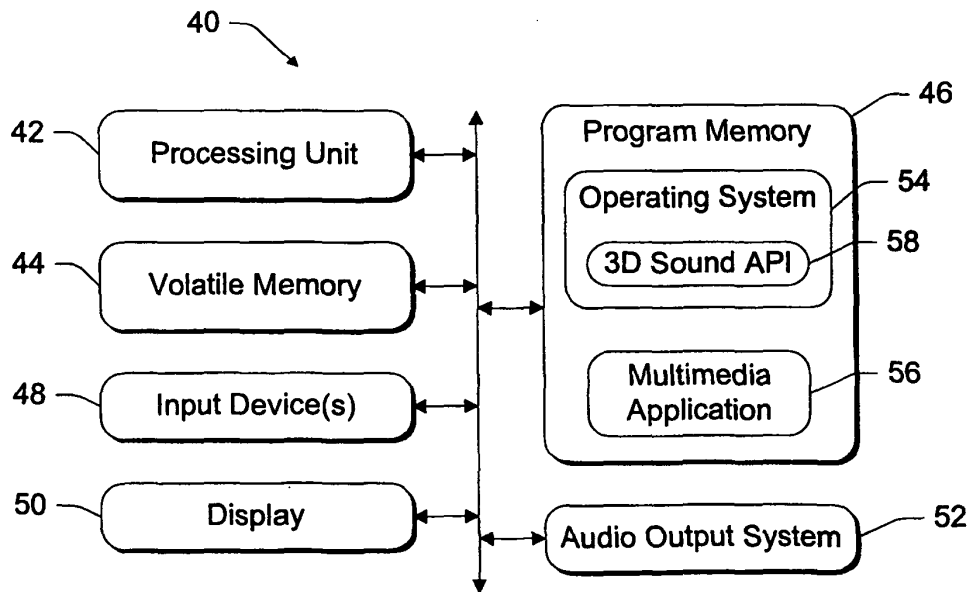 40
42
Processing Unit
44
Volatile Memory
48
Input Device(s)
50
Display
46
Program Memory
Operating System
54
3D Sound API
58
Multimedia
Application
56
Audio Output System
52